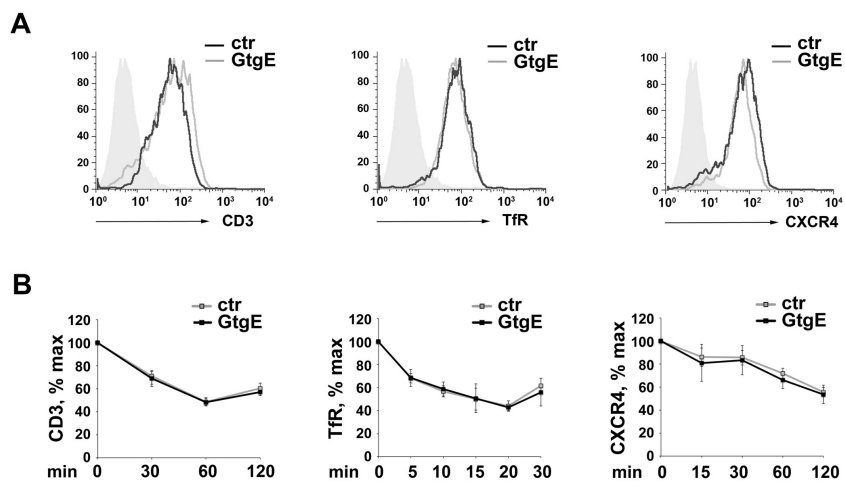 A
ctr
GtgE
100
80
60
40
20
0
10⁰ 10¹ 10² 10³ 10⁴
CD3
ctr
GtgE
100
80
60
40
20
0
10⁰ 10¹ 10² 10³ 10⁴
TfR
ctr
GtgE
100
80
60
40
20
0
10⁰ 10¹ 10² 10³ 10⁴
CXCR4
B
ctr
GtgE
CD3, % max
120
100
80
60
40
20
0
min 0 30 60 120
ctr
GtgE
TfR, % max
120
100
80
60
40
20
0
min 0 5 10 15 20 30
ctr
GtgE
CXCR4, % max
120
100
80
60
40
20
0
min 0 15 30 60 120